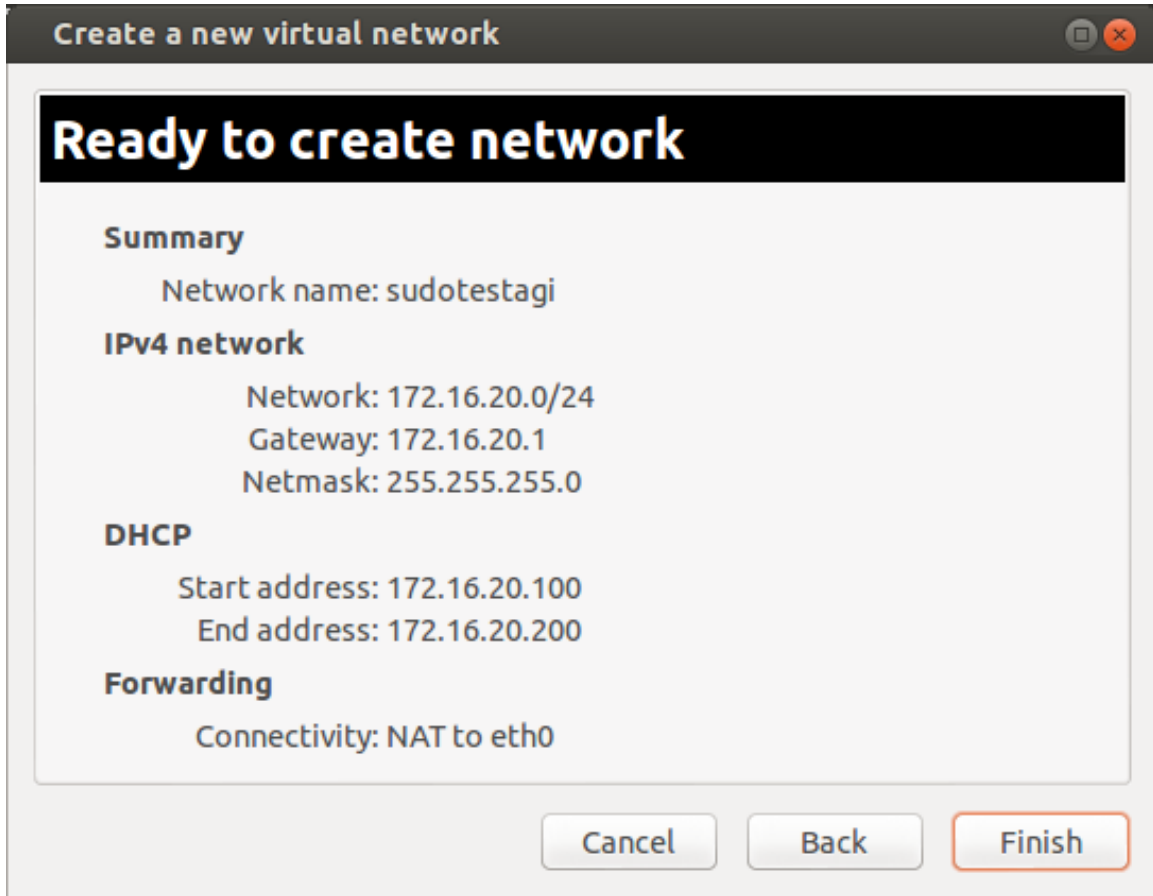 Create a new virtual network
Ready to create network
Summary
Network name: sudotestagi
IPv4 network
Network: 172.16.20.0/24
Gateway: 172.16.20.1
Netmask: 255.255.255.0
DHCP
Start address: 172.16.20.100
End address: 172.16.20.200
Forwarding
Connectivity: NAT to eth0
Cancel Back Finish